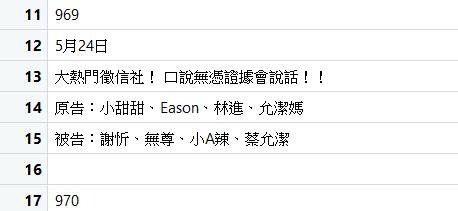 11 969
12 5月24日
13 大熱門徵信社！ 口說無憑證據會說話！！
14 原告：小甜甜、Eason、林進、允潔媽
15 被告：謝忻、無尊、小A辣、蔡允潔
16
17 970